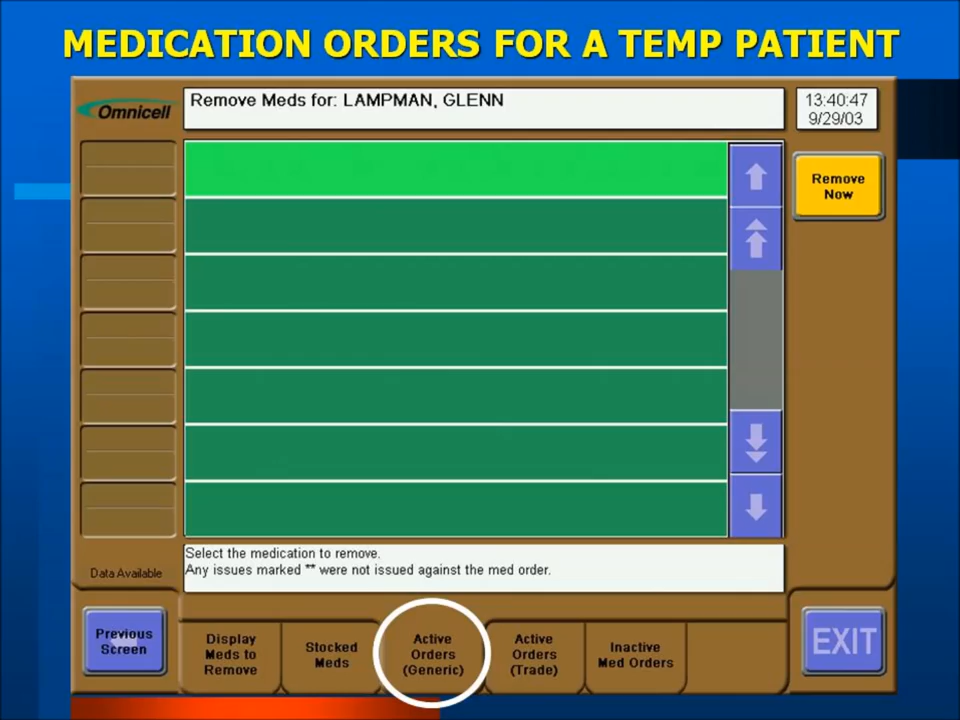 MEDICATION ORDERS FOR A TEMP PATIENT
Omnicell
Remove Meds for: LAMPMAN, GLENN
13:40:47
9/29/03
Remove
Now
Select the medication to remove.
Any issues marked ** were not issued against the med order.
Data Available
Previous
Screen
Display
Meds to
Remove
Stocked
Meds
Active
Orders
(Generic)
Active
Orders
(Trade)
Inactive
Med Orders
EXIT